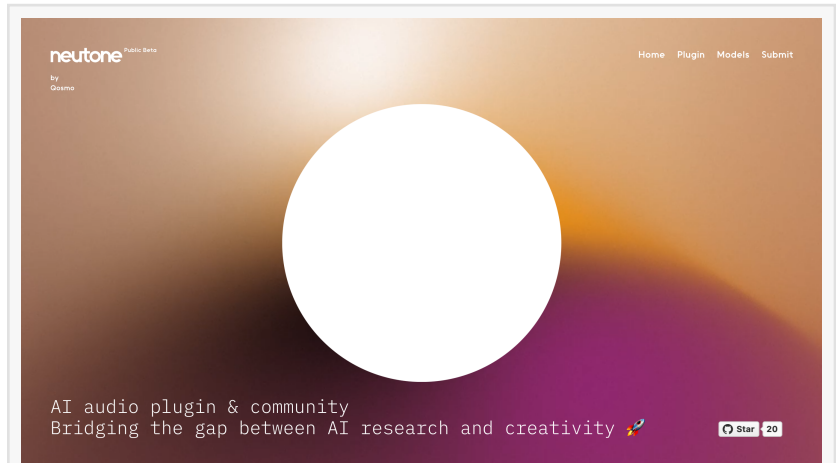 neutone Public Beta
by
Qosmo
Home Plugin Models Submit
AI audio plugin & community
Bridging the gap between AI research and creativity 🚀
Star 20